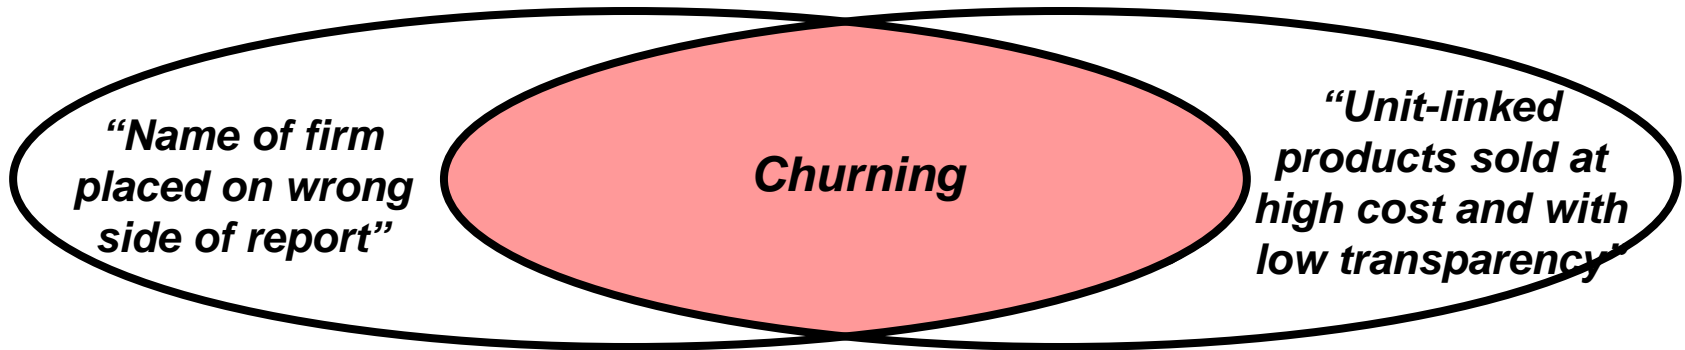 “Name of firm
placed on wrong
side of report”
Churning
“Unit-linked
products sold at
high cost and with
low transparency”